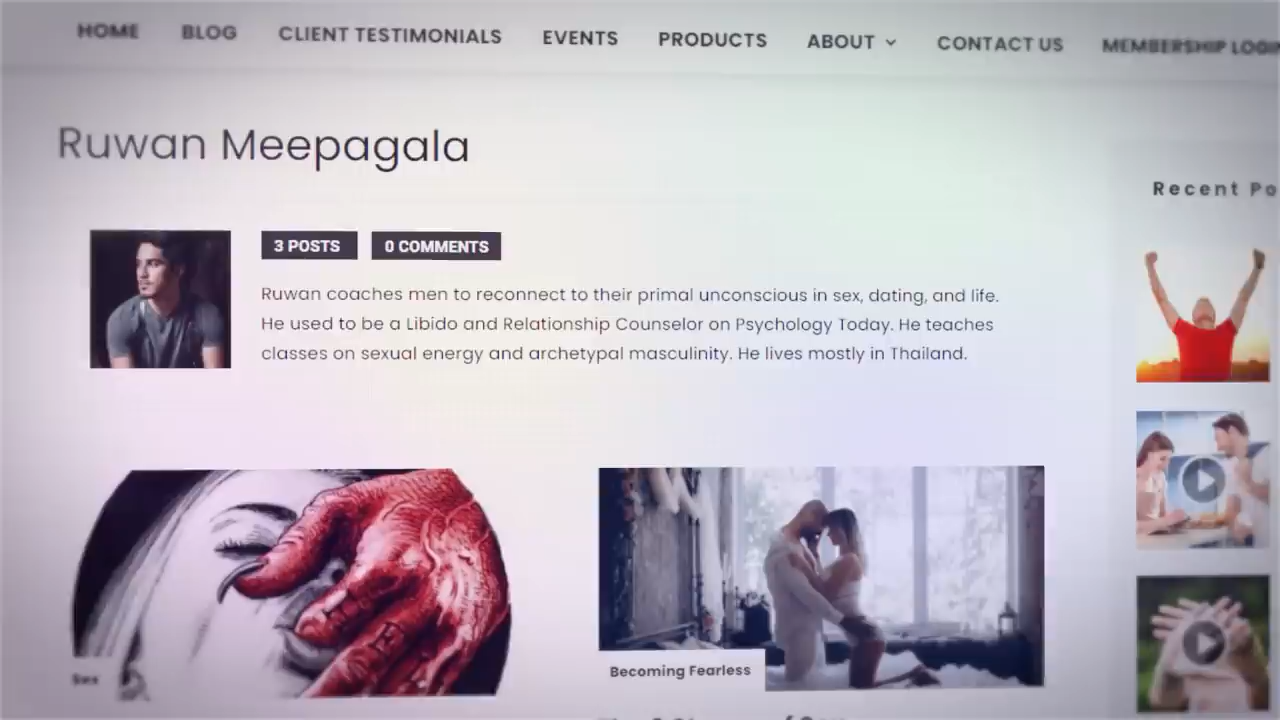 HOME BLOG CLIENT TESTIMONIALS EVENTS PRODUCTS ABOUT CONTACT US MEMBERSHIP LOGIN
Ruwan Meepagala
3 POSTS 0 COMMENTS
Ruwan coaches men to reconnect to their primal unconscious in sex, dating, and life.
He used to be a Libido and Relationship Counselor on Psychology Today. He teaches
classes on sexual energy and archetypal masculinity. He lives mostly in Thailand.
Recent Po
Sex
Becoming Fearless